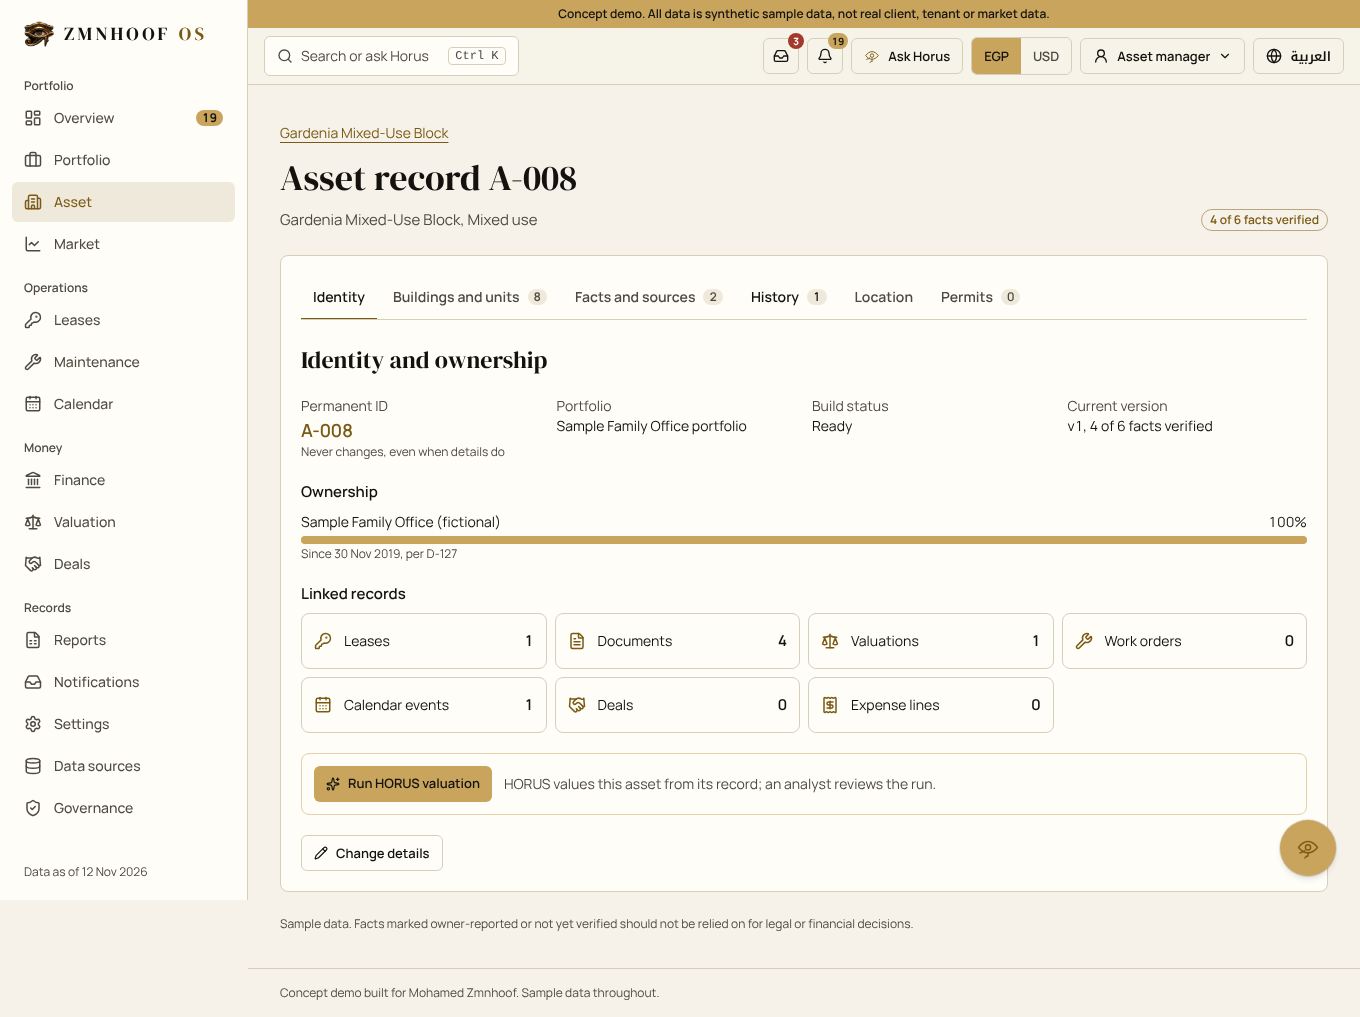 ZMNHOOF OS
Portfolio
Overview 19
Portfolio
Asset
Market
Operations
Leases
Maintenance
Calendar
Money
Finance
Valuation
Deals
Records
Reports
Notifications
Settings
Data sources
Governance
Data as of 12 Nov 2026
Concept demo. All data is synthetic sample data, not real client, tenant or market data.
Search or ask Horus Ctrl K 3 19 Ask Horus EGP USD Asset manager العربية
Gardenia Mixed-Use Block
Asset record A-008
Gardenia Mixed-Use Block, Mixed use 4 of 6 facts verified
Identity Buildings and units 8 Facts and sources 2 History 1 Location Permits 0
Identity and ownership
Permanent ID Portfolio Build status Current version
A-008 Sample Family Office portfolio Ready v1, 4 of 6 facts verified
Never changes, even when details do
Ownership
Sample Family Office (fictional) 100%
Since 30 Nov 2019, per D-127
Linked records
Leases 1 Documents 4 Valuations 1 Work orders 0
Calendar events 1 Deals 0 Expense lines 0
Run HORUS valuation HORUS values this asset from its record; an analyst reviews the run.
Change details
Sample data. Facts marked owner-reported or not yet verified should not be relied on for legal or financial decisions.
Concept demo built for Mohamed Zmnhoof. Sample data throughout.